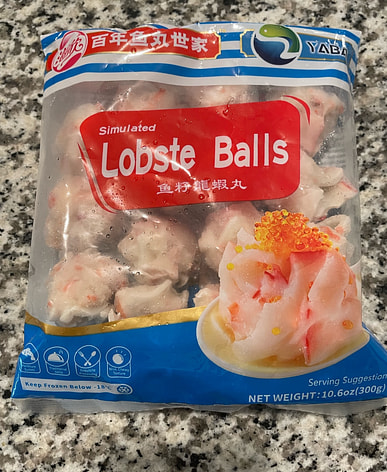 百年鱼丸世家
YABA
Simulated
Lobste Balls
鱼籽龍蝦丸
Serving Suggestion
Keep Frozen Below -18℃
NET WEIGHT:10.6oz(300g)